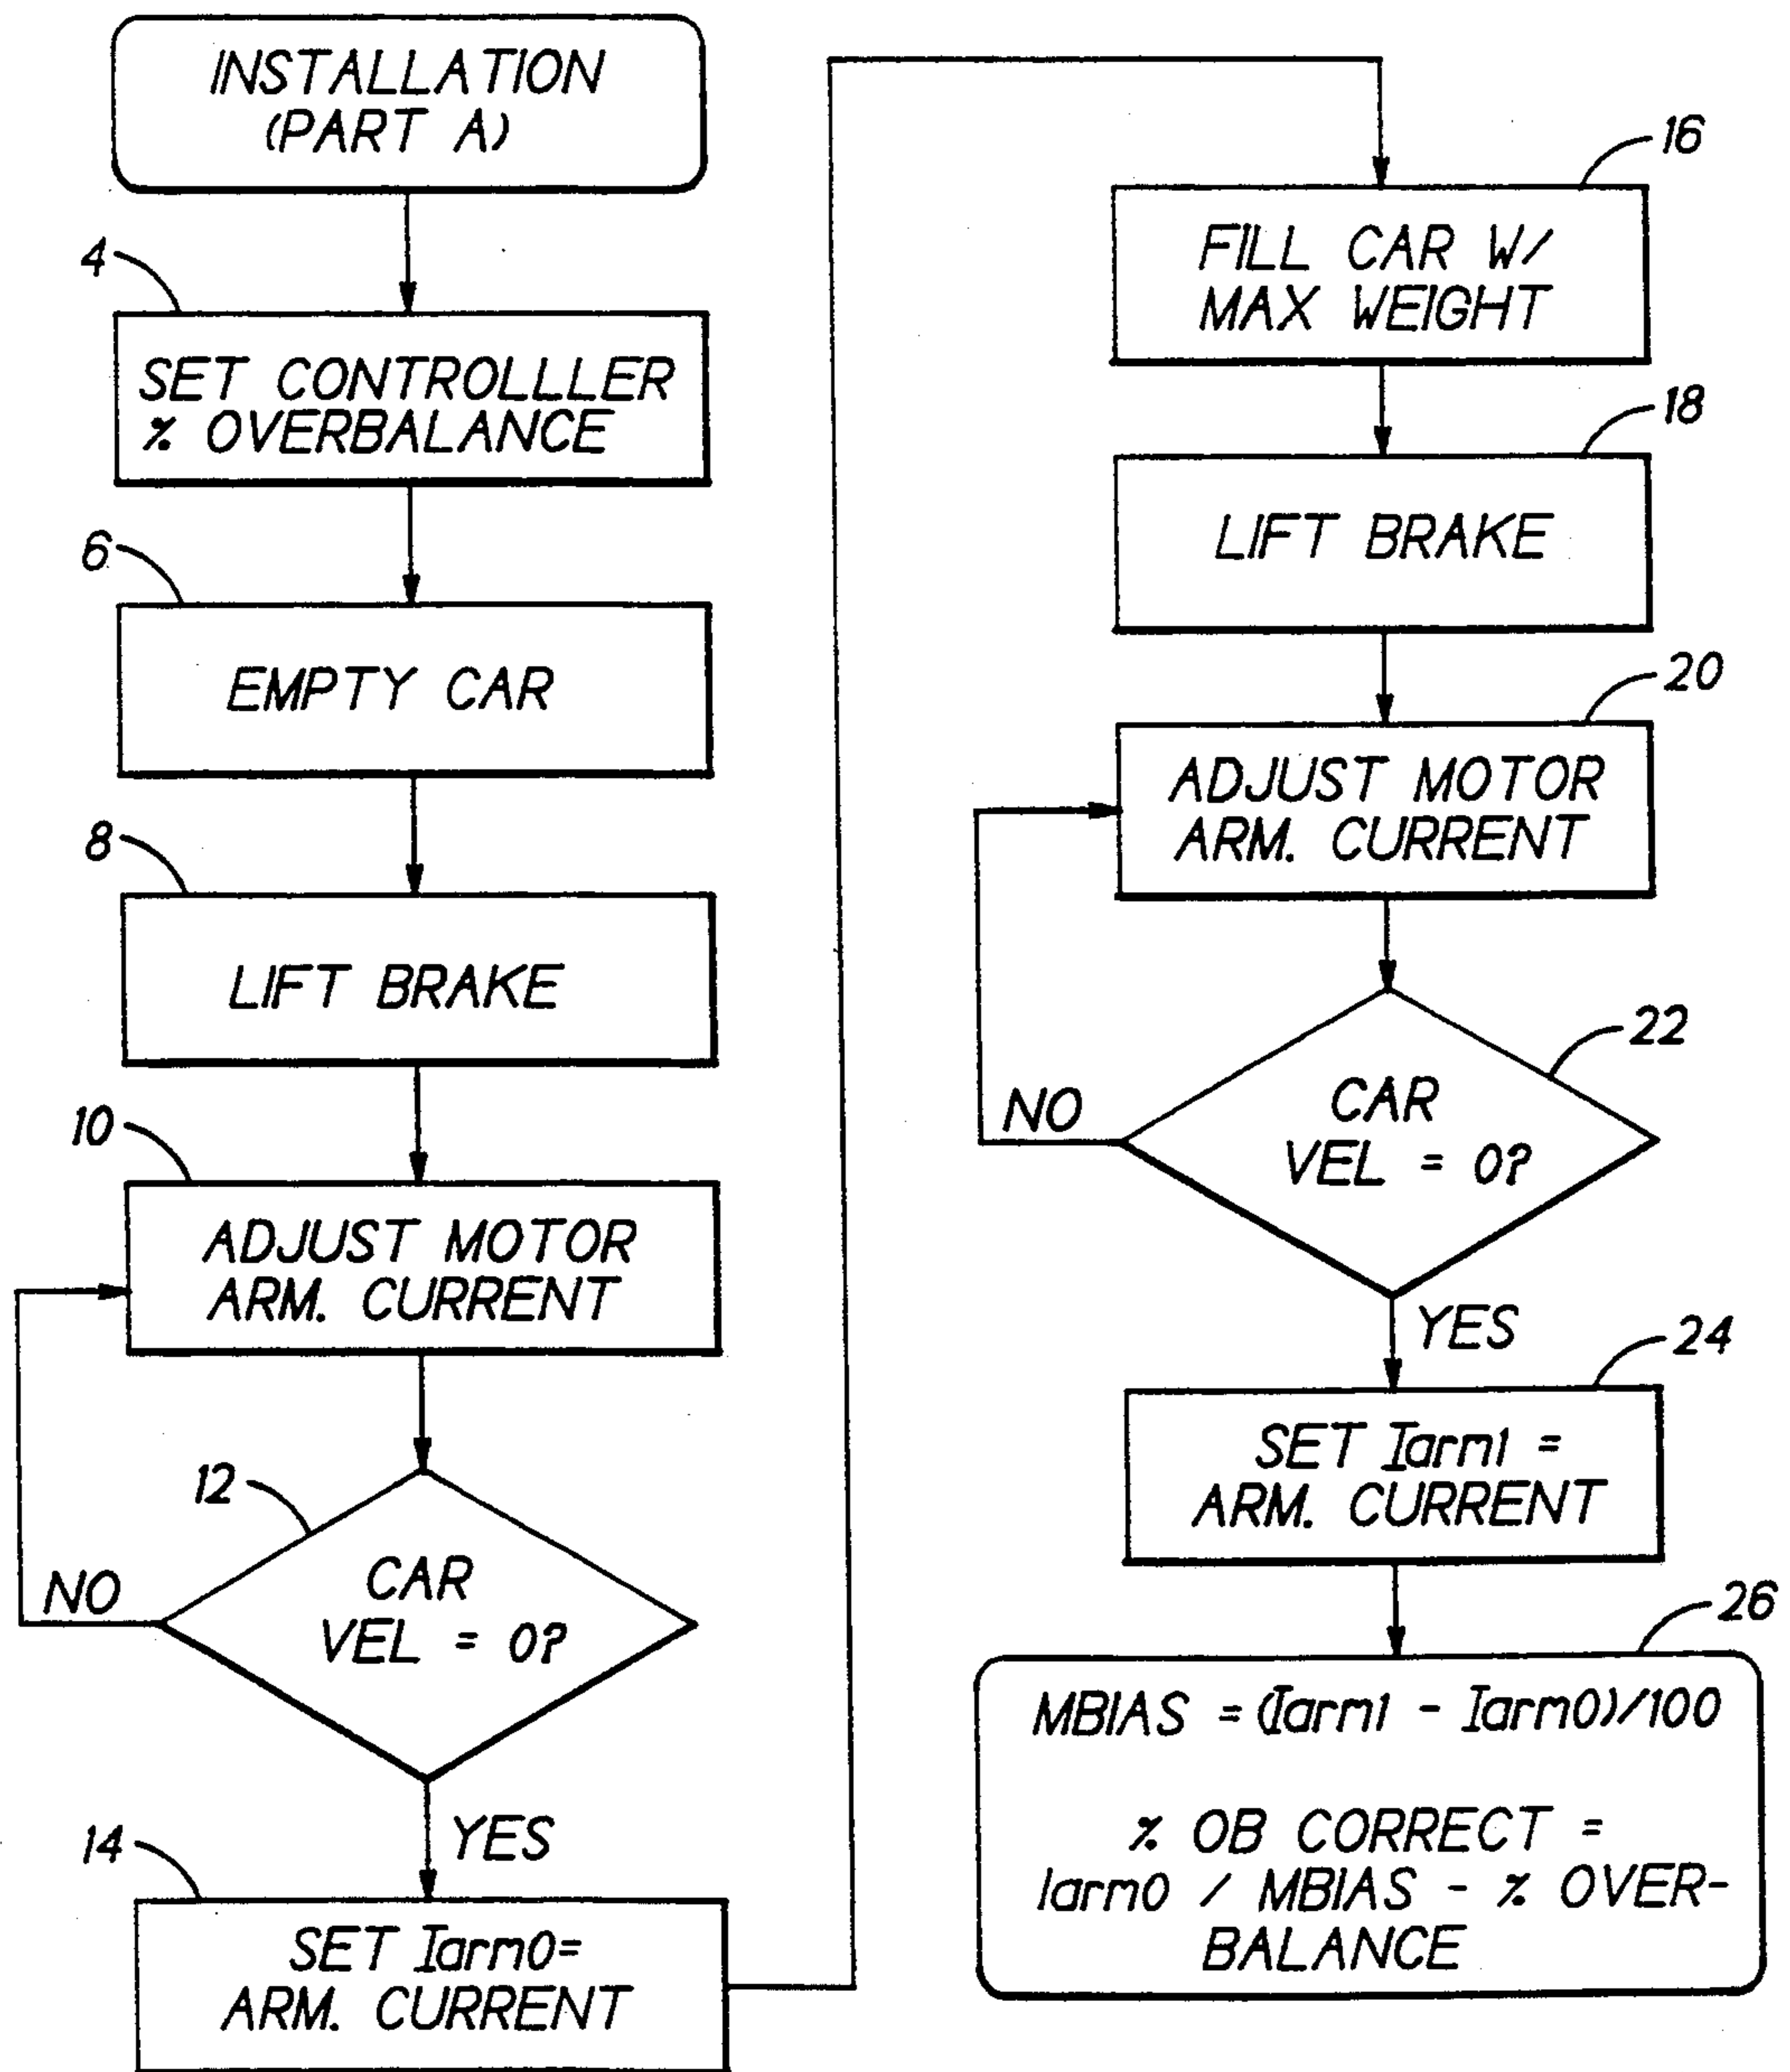 INSTALLATION
(PART A)
4
SET CONTROLLLER
% OVERBALANCE
6
EMPTY CAR
8
LIFT BRAKE
10
ADJUST MOTOR
ARM. CURRENT
12
CAR
VEL = 0?
NO
YES
14
SET Iarm0=
ARM. CURRENT
16
FILL CAR W/
MAX WEIGHT
18
LIFT BRAKE
20
ADJUST MOTOR
ARM. CURRENT
22
CAR
VEL = 0?
NO
YES
24
SET Iarm1 =
ARM. CURRENT
26
MBIAS = (Iarm1 - Iarm0)/100
% OB CORRECT =
Iarm0 / MBIAS - % OVER-
BALANCE